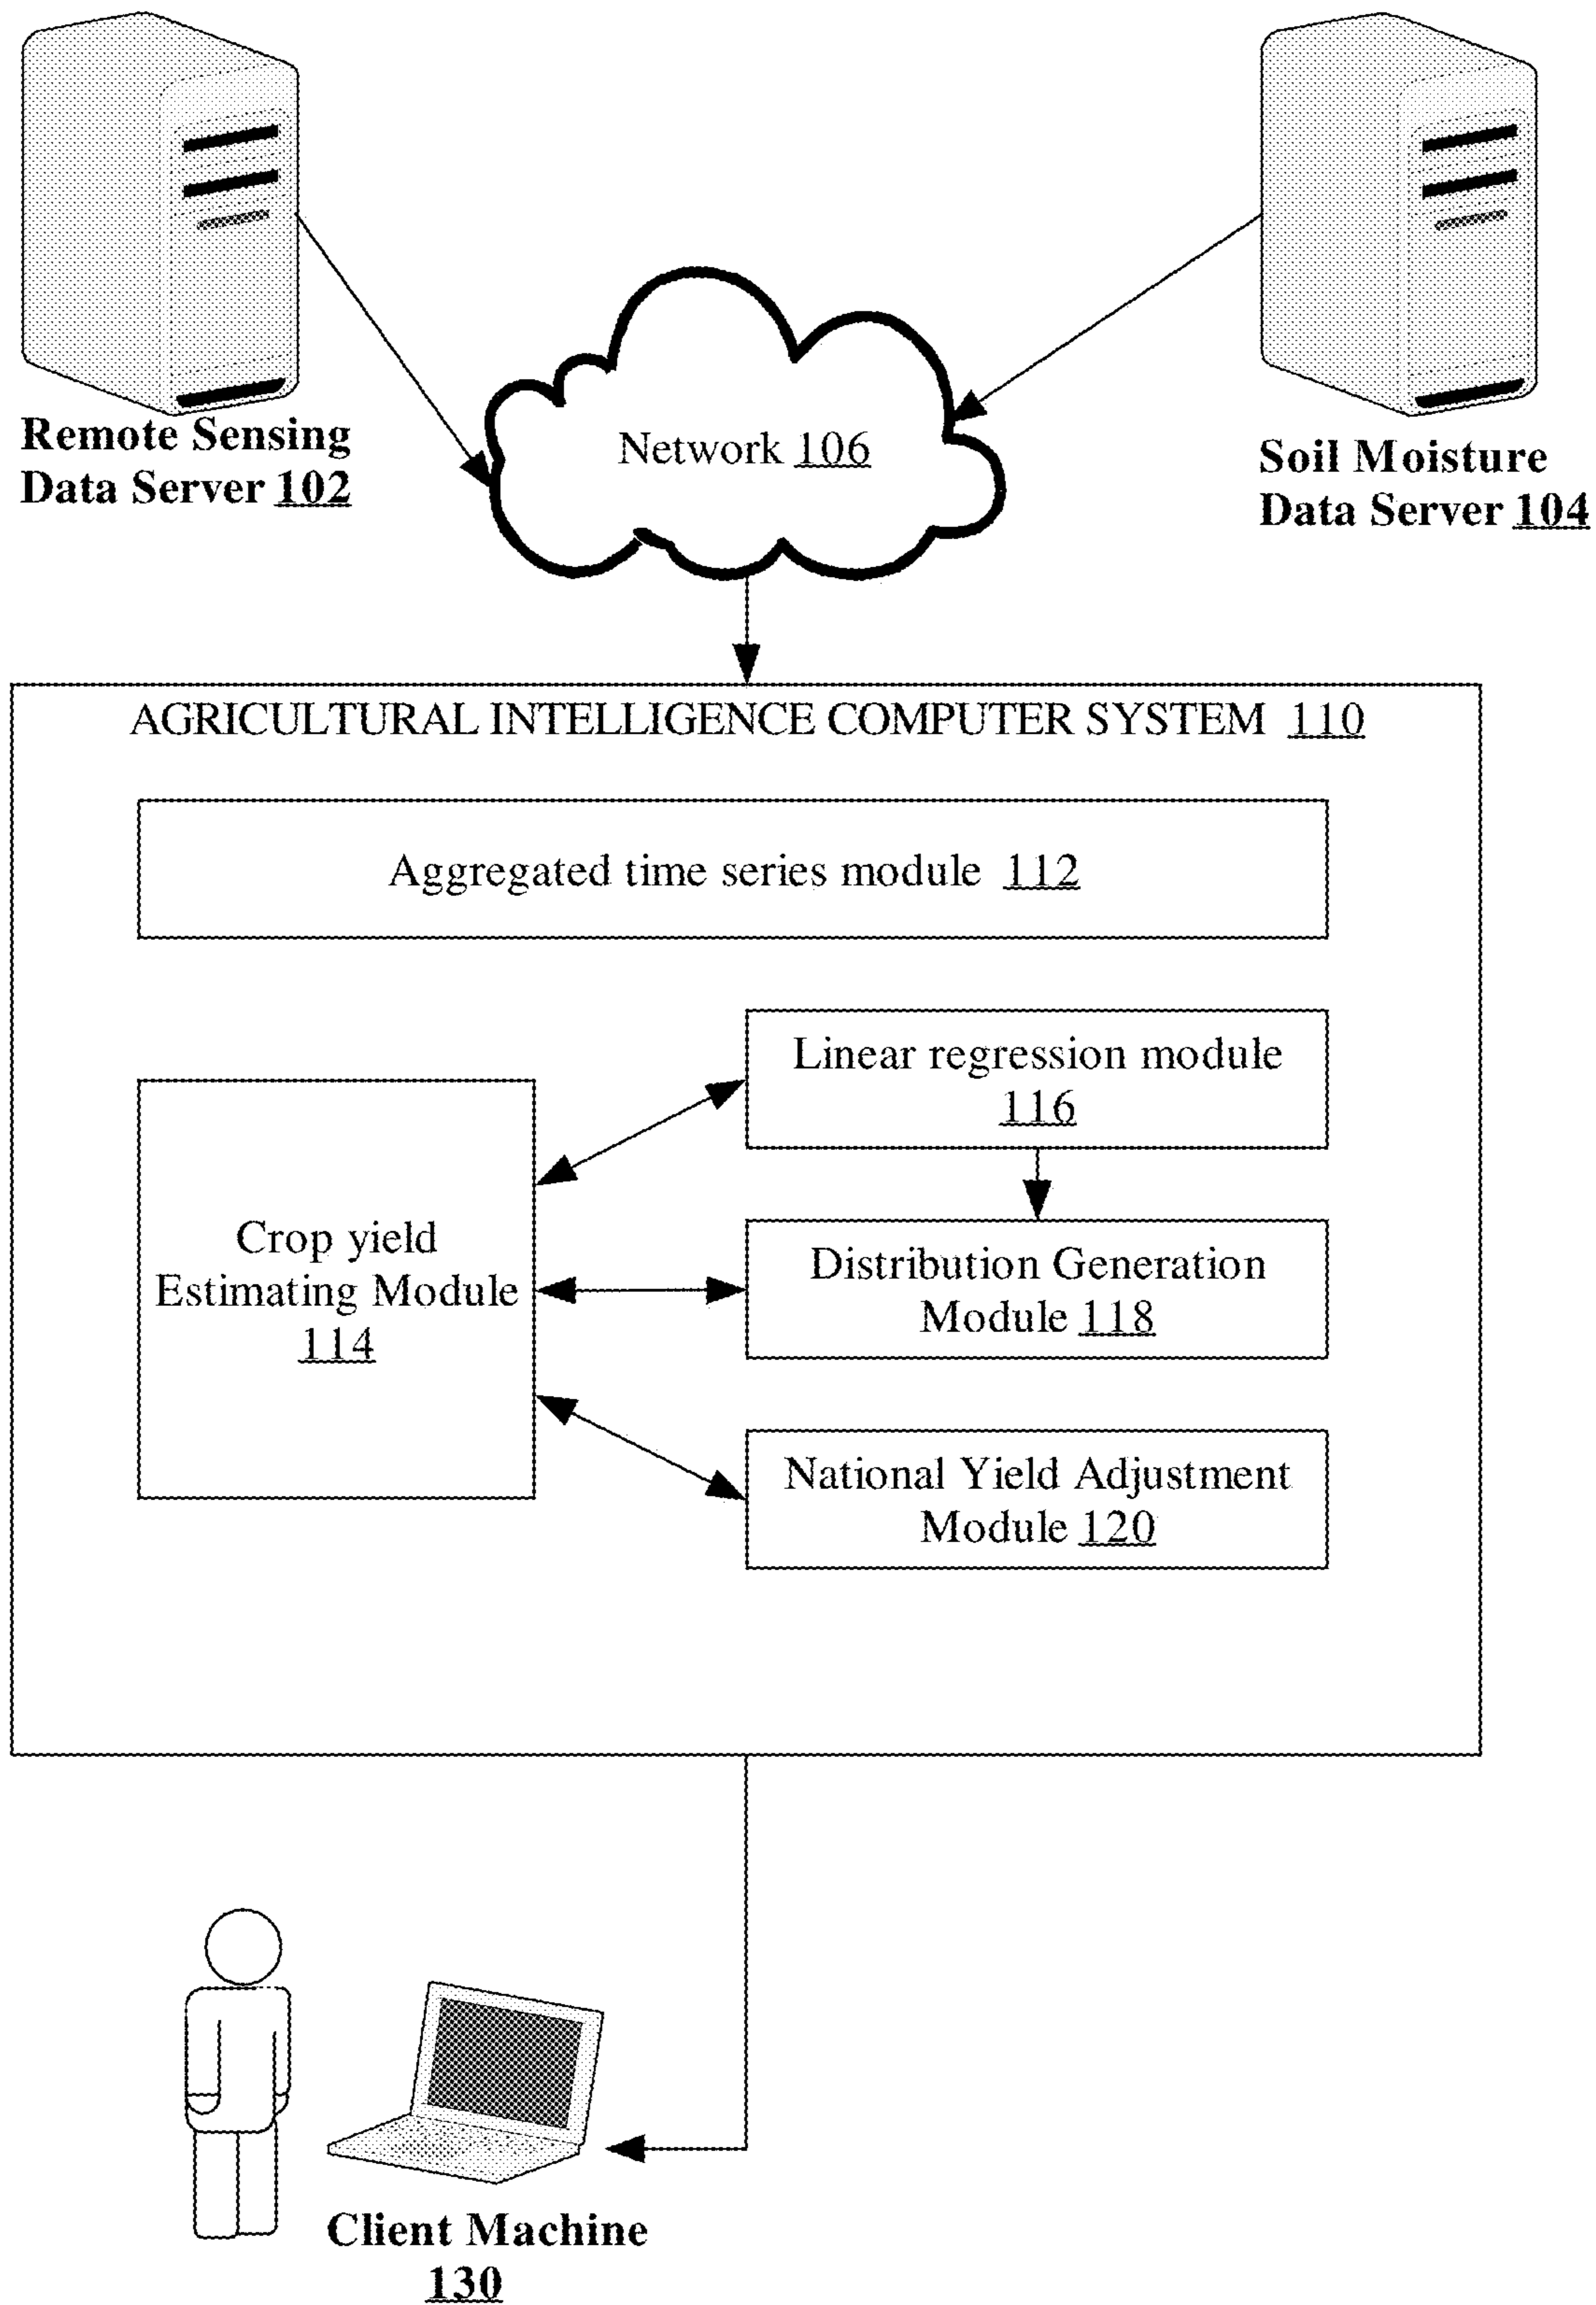 Remote Sensing
Data Server 102
Network 106
Soil Moisture
Data Server 104
AGRICULTURAL INTELLIGENCE COMPUTER SYSTEM 110
Aggregated time series module 112
Linear regression module
116
Crop yield
Estimating Module
114
Distribution Generation
Module 118
National Yield Adjustment
Module 120
Client Machine
130